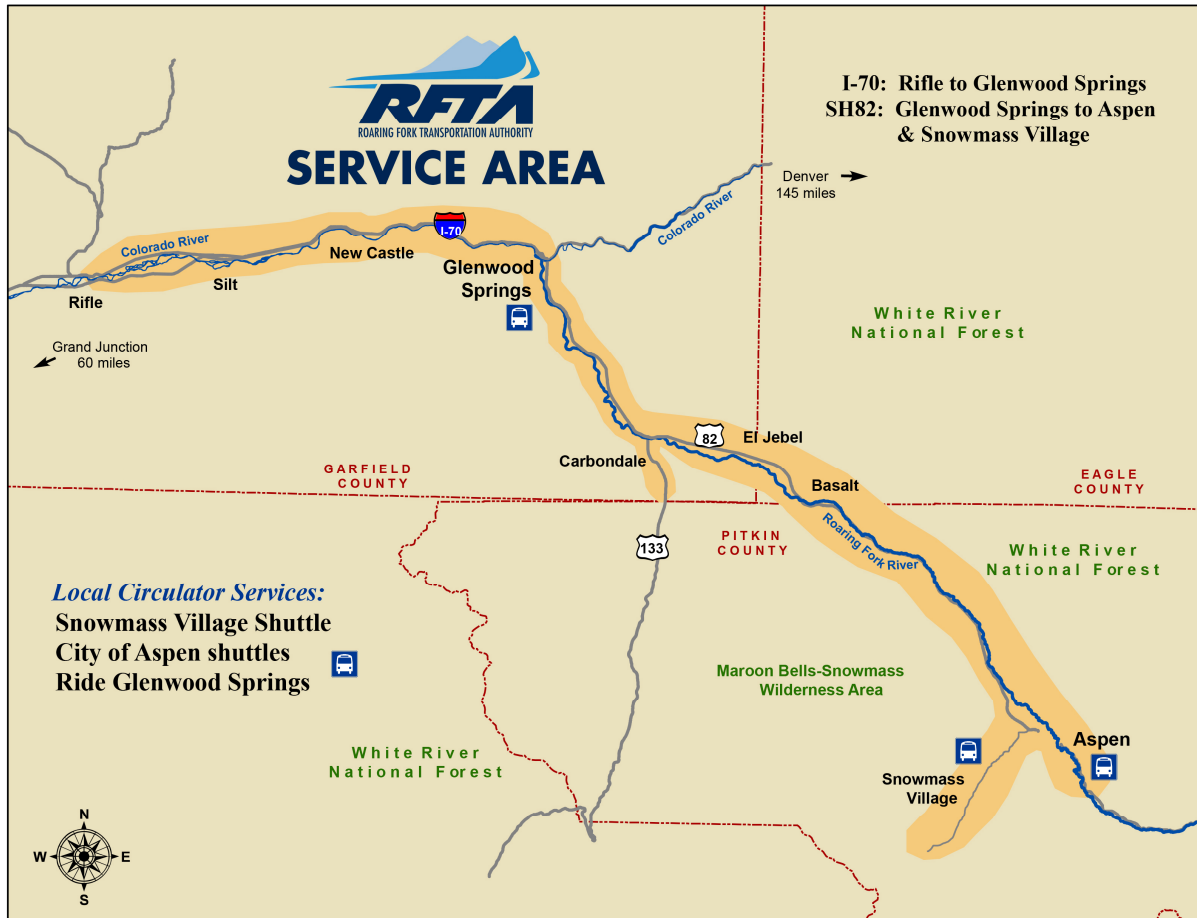 RFTA
ROARING FORK TRANSPORTATION AUTHORITY
SERVICE AREA
I-70: Rifle to Glenwood Springs
SH82: Glenwood Springs to Aspen
& Snowmass Village
Denver
145 miles
Colorado River
Colorado River
I-70
New Castle
Glenwood
Springs
Silt
Rifle
Grand Junction
60 miles
White River
National Forest
82
El Jebel
Carbondale
Basalt
GARFIELD
COUNTY
EAGLE
COUNTY
PITKIN
COUNTY
133
Roaring Fork River
White River
National Forest
Local Circulator Services:
Snowmass Village Shuttle
City of Aspen shuttles
Ride Glenwood Springs
Maroon Bells-Snowmass
Wilderness Area
White River
National Forest
Aspen
Snowmass
Village
N
W
E
S